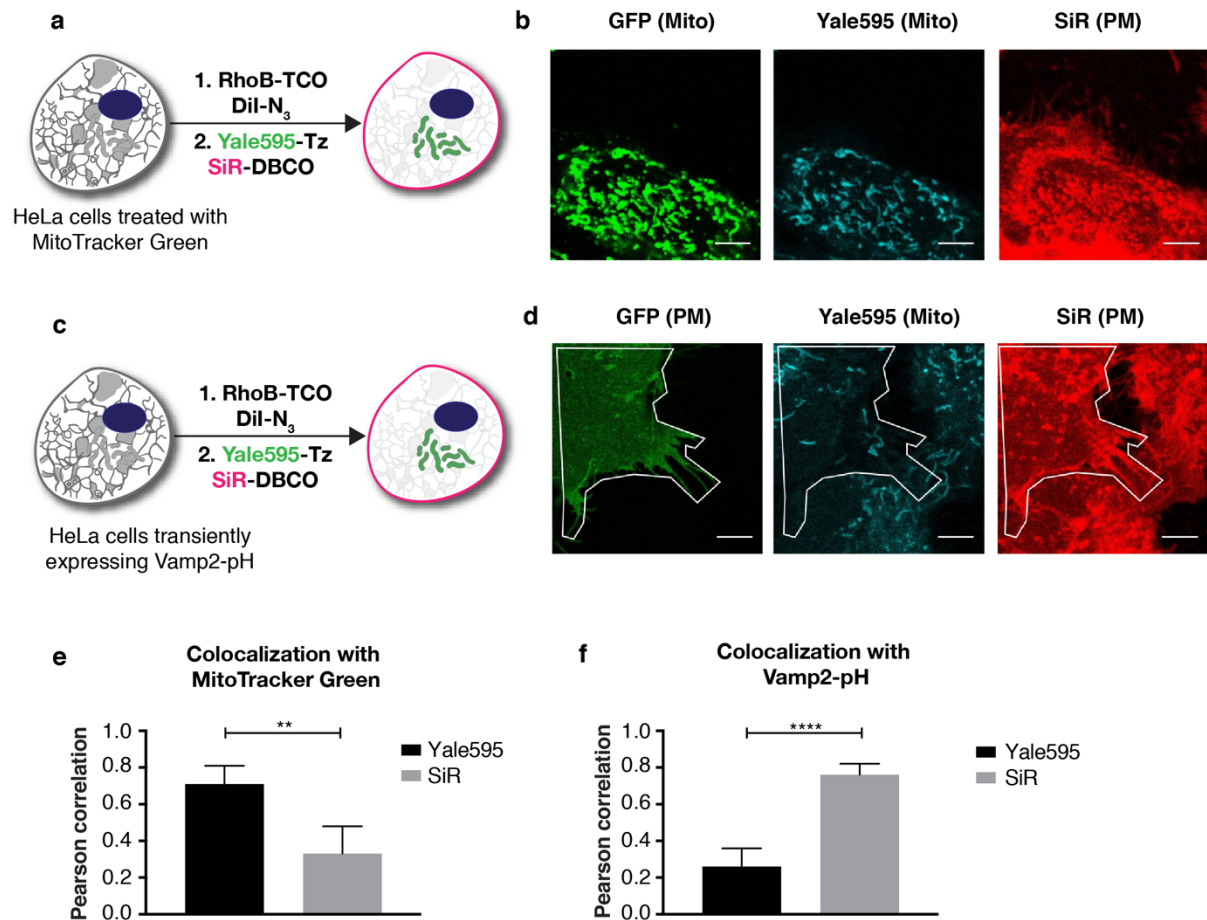 a
1. RhoB-TCO
DiI-N3
2. Yale595-Tz
SiR-DBCO
HeLa cells treated with
MitoTracker Green
b
GFP (Mito)
Yale595 (Mito)
SiR (PM)
c
1. RhoB-TCO
DiI-N3
2. Yale595-Tz
SiR-DBCO
HeLa cells transiently
expressing Vamp2-pH
d
GFP (PM)
Yale595 (Mito)
SiR (PM)
e
Colocalization with
MitoTracker Green
Pearson correlation
1.0
0.8
0.6
0.4
0.2
0.0
**
Yale595
SiR
f
Colocalization with
Vamp2-pH
Pearson correlation
1.0
0.8
0.6
0.4
0.2
0.0
****
Yale595
SiR